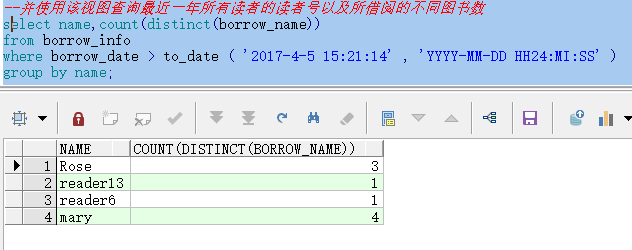 --并使用该视图查询最近一年所有读者的读者号以及所借阅的不同图书数
select name,count(distinct(borrow_name))
from borrow_info
where borrow_date > to_date ( '2017-4-5 15:21:14' , 'YYYY-MM-DD HH24:MI:SS' )
group by name;
NAME COUNT(DISTINCT(BORROW_NAME))
1 Rose 3
2 reader13 1
3 reader6 1
4 mary 4